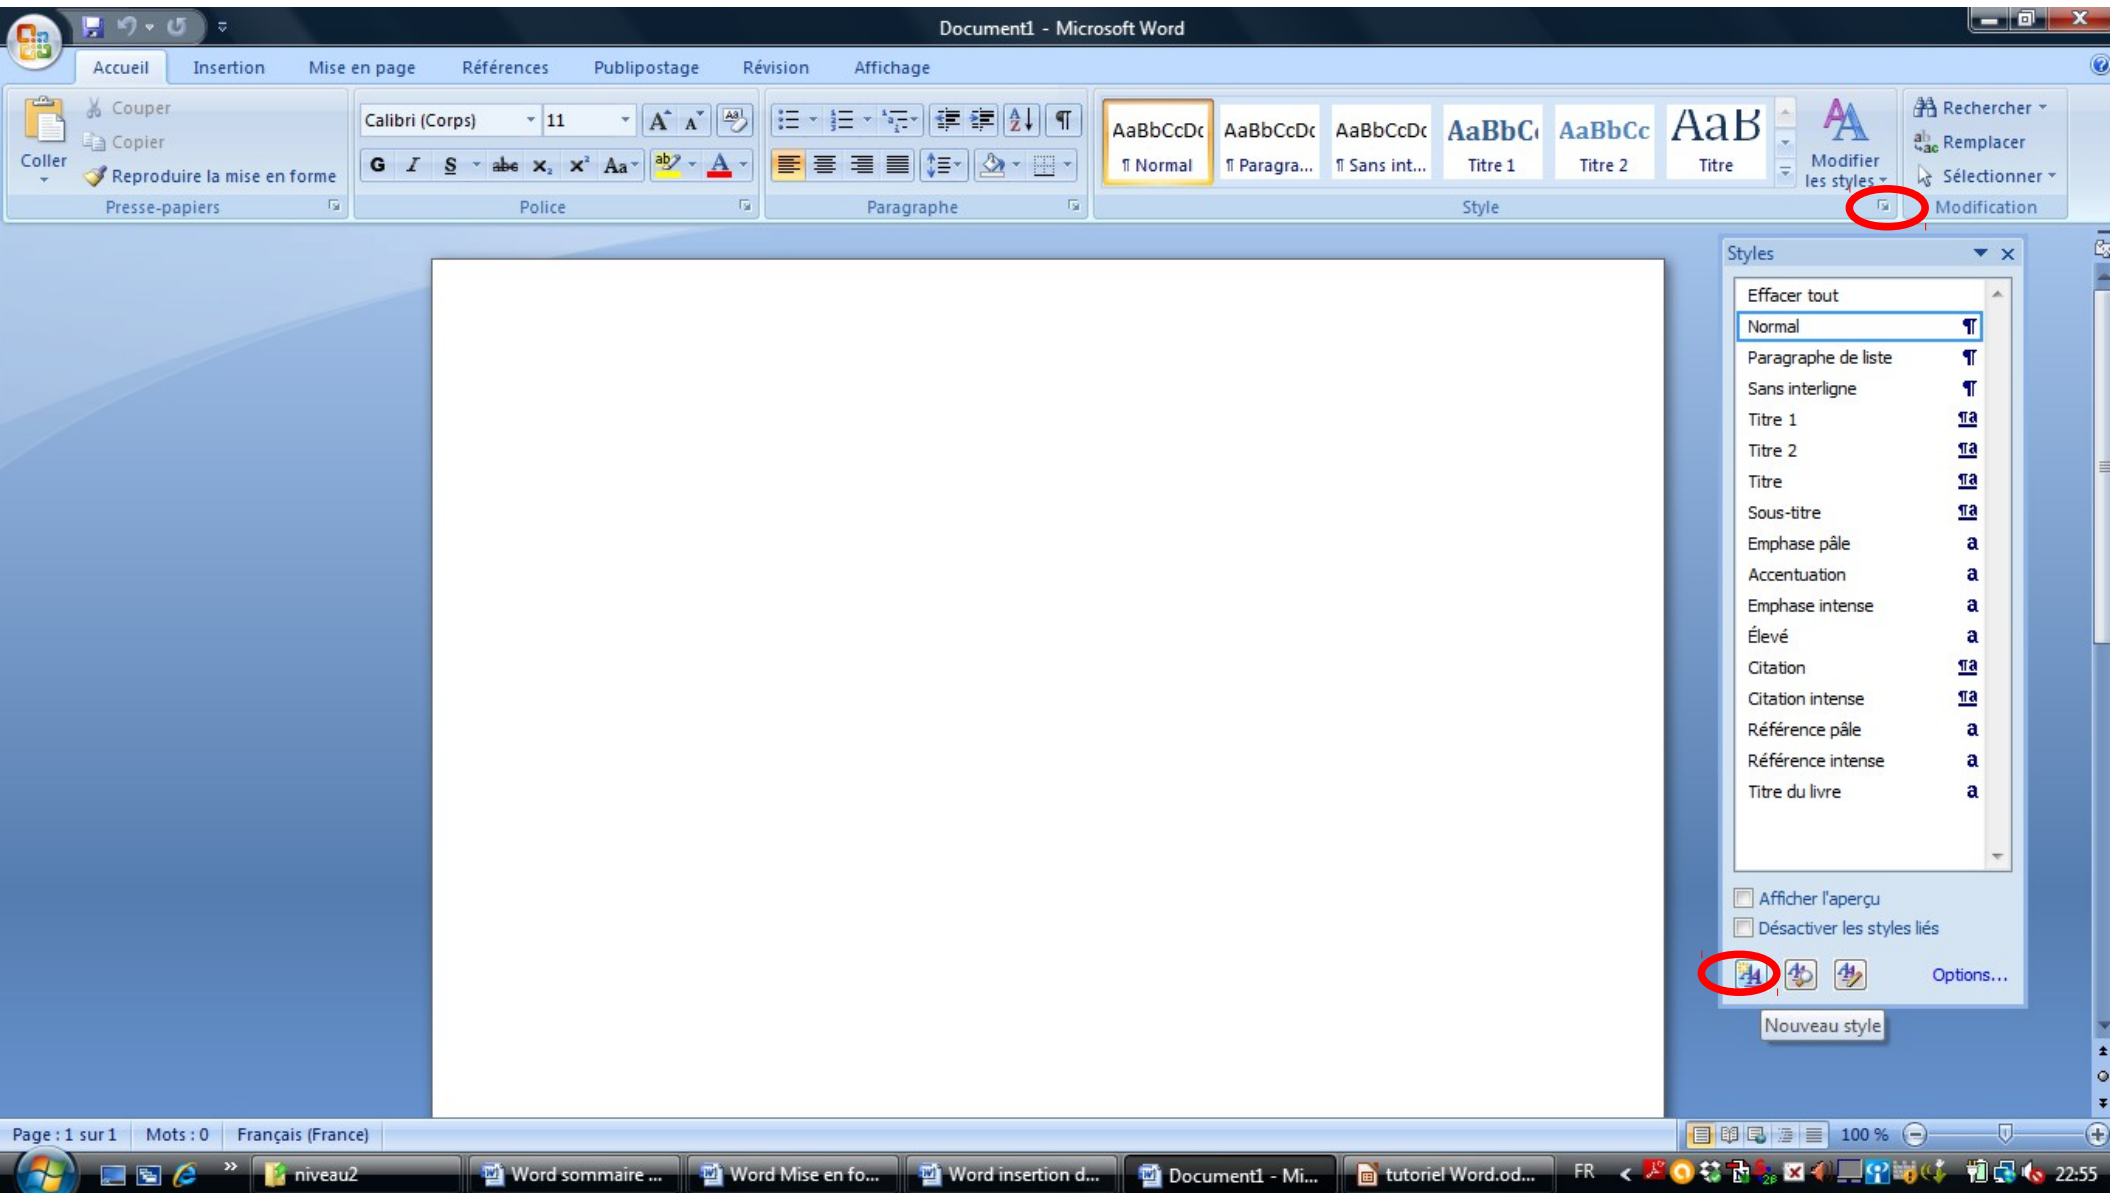 Document1 - Microsoft Word
Accueil Insertion Mise en page Références Publipostage Révision Affichage
Coller
Couper
Copier
Reproduire la mise en forme
Presse-papiers
Calibri (Corps) 11
G I S abc x₂ x² Aa
Police
Paragraphe
AaBbCcDc AaBbCcDc AaBbCcDc AaBbC AaBbCc AaB
¶ Normal ¶ Paragra... ¶ Sans int... Titre 1 Titre 2 Titre
Modifier
les styles
Style
Rechercher
Remplacer
Sélectionner
Modification
Styles
Effacer tout
Normal ¶
Paragraphe de liste ¶
Sans interligne ¶
Titre 1 ¶a
Titre 2 ¶a
Titre ¶a
Sous-titre ¶a
Emphase pâle a
Accentuation a
Emphase intense a
Élevé a
Citation ¶a
Citation intense ¶a
Référence pâle a
Référence intense a
Titre du livre a
Afficher l'aperçu
Désactiver les styles liés
Options...
Nouveau style
Page : 1 sur 1 Mots : 0 Français (France) 100 %
niveau2 Word sommaire ... Word Mise en fo... Word insertion d... Document1 - Mi... tutoriel Word.od... FR 22:55